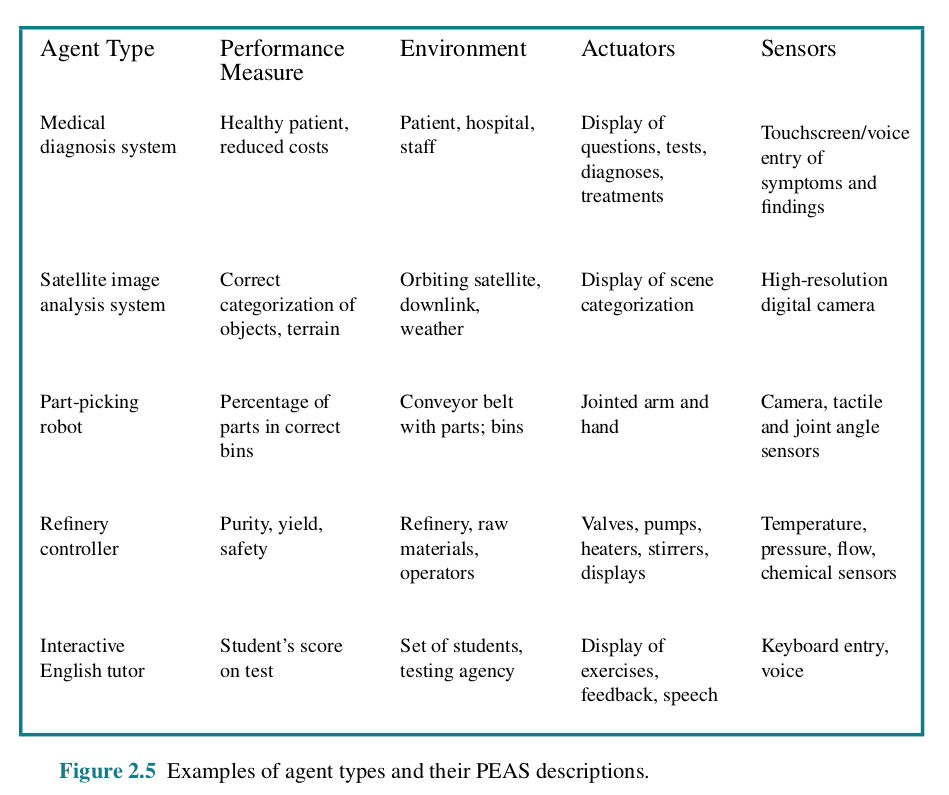 Agent Type
Performance
Measure
Environment
Actuators
Sensors
Medical
diagnosis system
Healthy patient,
reduced costs
Patient, hospital,
staff
Display of
questions, tests,
diagnoses,
treatments
Touchscreen/voice
entry of
symptoms and
findings
Satellite image
analysis system
Correct
categorization of
objects, terrain
Orbiting satellite,
downlink,
weather
Display of scene
categorization
High-resolution
digital camera
Part-picking
robot
Percentage of
parts in correct
bins
Conveyor belt
with parts; bins
Jointed arm and
hand
Camera, tactile
and joint angle
sensors
Refinery
controller
Purity, yield,
safety
Refinery, raw
materials,
operators
Valves, pumps,
heaters, stirrers,
displays
Temperature,
pressure, flow,
chemical sensors
Interactive
English tutor
Student’s score
on test
Set of students,
testing agency
Display of
exercises,
feedback, speech
Keyboard entry,
voice
Figure 2.5 Examples of agent types and their PEAS descriptions.